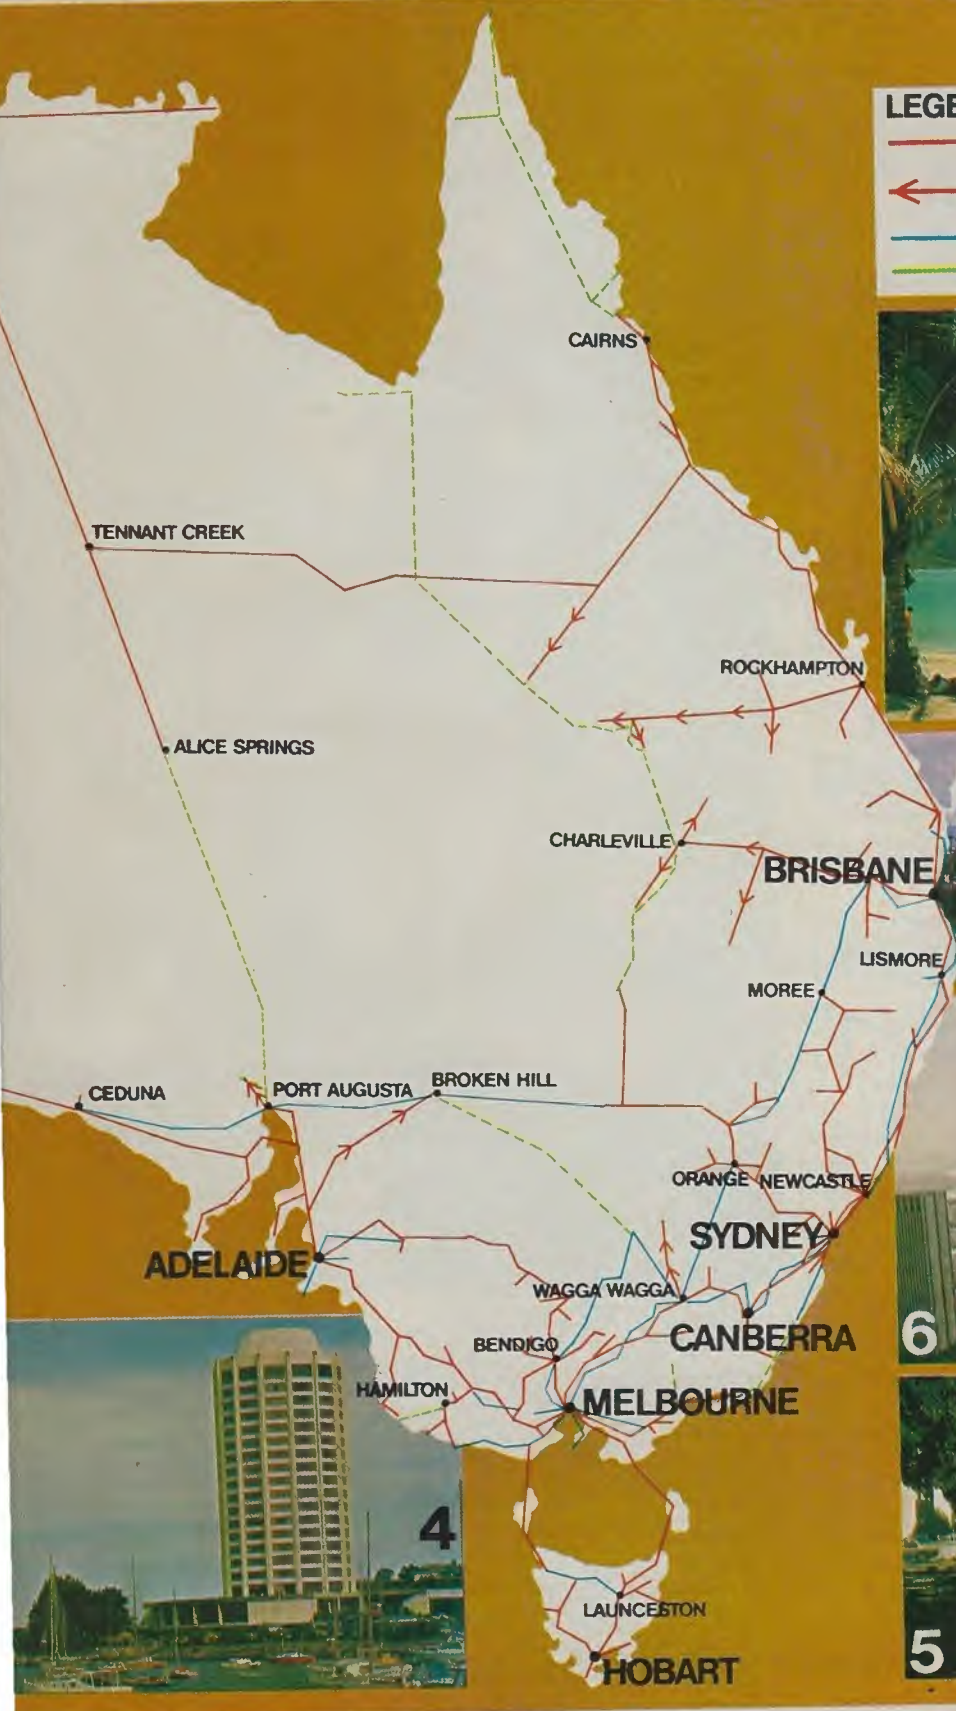 LEGE
CAIRNS
TENNANT CREEK
ROCKHAMPTON
ALICE SPRINGS
CHARLEVILLE
BRISBANE
LISMORE
MOREE
CEDUNA
PORT AUGUSTA
BROKEN HILL
ORANGE
NEWCASTLE
SYDNEY
ADELAIDE
WAGGA WAGGA
CANBERRA
6
BENDIGO
HAMILTON
MELBOURNE
4
LAUNCESTON
5
HOBART